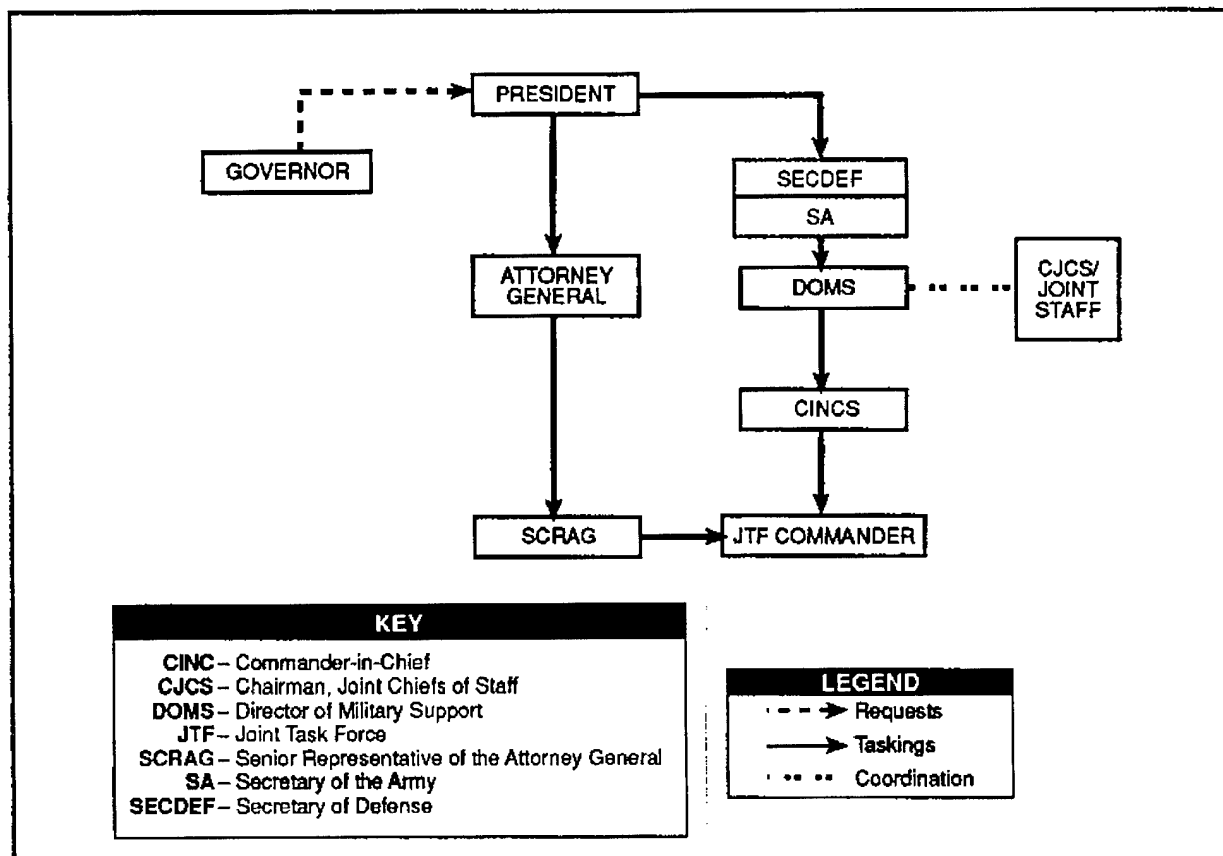 PRESIDENT
GOVERNOR
SECDEF
SA
ATTORNEY
GENERAL
DOMS
CJCS/
JOINT
STAFF
CINCS
SCRAG
JTF COMMANDER
KEY
CINC – Commander-in-Chief
CJCS – Chairman, Joint Chiefs of Staff
DOMS – Director of Military Support
JTF – Joint Task Force
SCRAG – Senior Representative of the Attorney General
SA – Secretary of the Army
SECDEF – Secretary of Defense
LEGEND
Requests
Taskings
Coordination